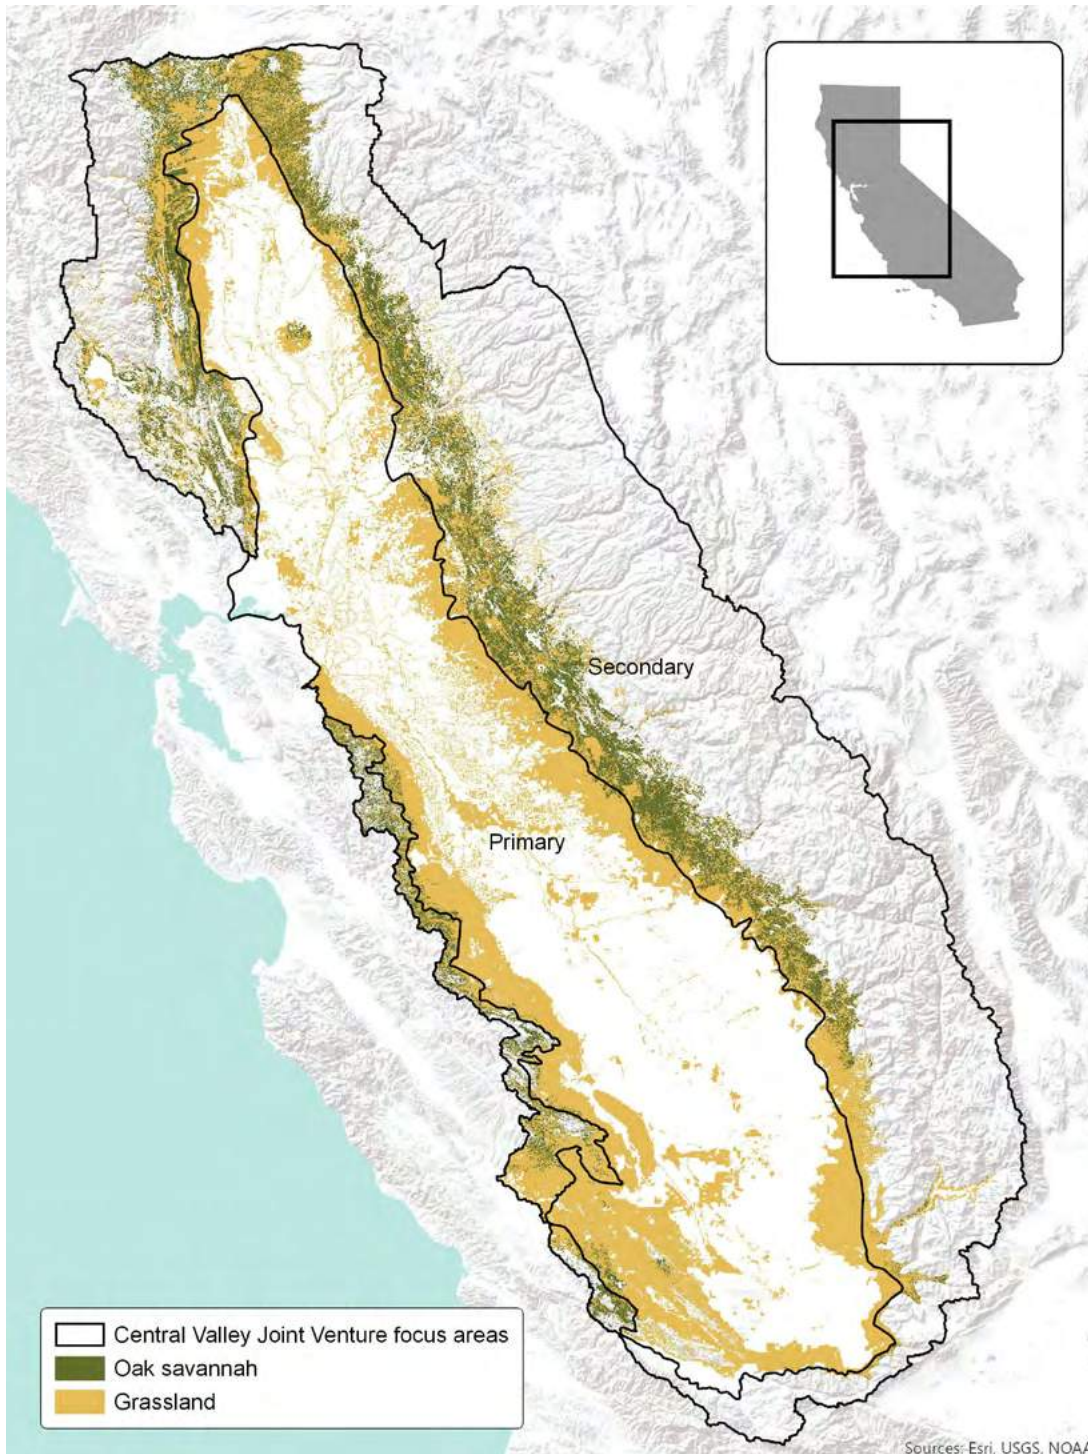 Secondary
Primary
Central Valley Joint Venture focus areas
Oak savannah
Grassland
Sources: Esri, USGS, NOAA